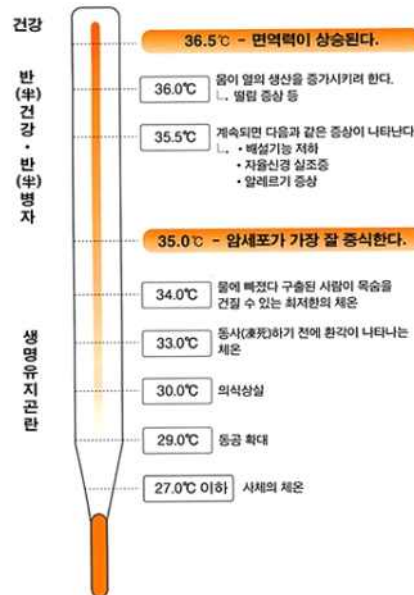 건강
36.5℃ - 면역력이 상승된다.
36.0℃
몸이 열의 생산을 증가시키려 한다.
ㄴ. 떨림 증상 등
반(半)건강 · 반(半)병자
35.5℃
계속되면 다음과 같은 증상이 나타난다
ㄴ. • 배설기능 저하
• 자율신경 실조증
• 알레르기 증상
35.0℃ - 암세포가 가장 잘 증식한다.
34.0℃
물에 빠졌다 구출된 사람이 목숨을
건질 수 있는 최저한의 체온
생명유지곤란
33.0℃
동사(凍死)하기 전에 환각이 나타나는
체온
30.0℃
의식상실
29.0℃
동공 확대
27.0℃ 이하
사체의 체온